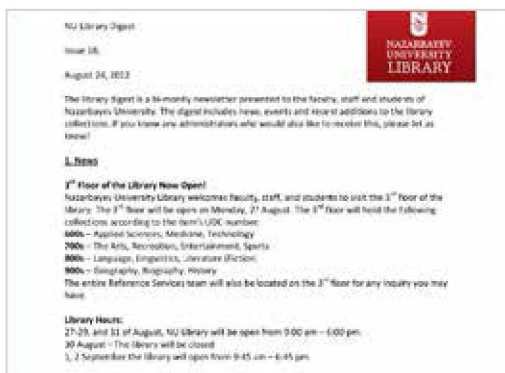 NU Library Digest
NAZARBAYEV
UNIVERSITY
LIBRARY
Issue 16,
August 24, 2012
The library digest is a bi-montly newsletter presented to the faculty, staff and students of
Nazarbayev University. The digest includes news, events and recent additions to the library
collections. If you know any administrators who would also like to receive this, please let us
know!
1. News
3rd Floor of the Library Now Open!
Nazarbayev University Library welcomes faculty, staff, and students to visit the 3rd floor of the
library. The 3rd floor will be open on Monday, 27 August. The 3rd floor will hold the following
collections according to the item's UDC number:
600s – Applied Sciences, Medicine, Technology
700s – The Arts, Recreation, Entertainment, Sports
800s – Language, Linguistics, Literature (Fiction)
900s – Geography, Biography, History
The entire Reference Services team will also be located on the 3rd floor for any inquiry you may
have.
Library Hours:
27-29, and 31 of August, NU Library will be open from 9:00 am – 6:00 pm.
30 August – The library will be closed
1, 2 September the library will open from 9:45 am – 6:45 pm.